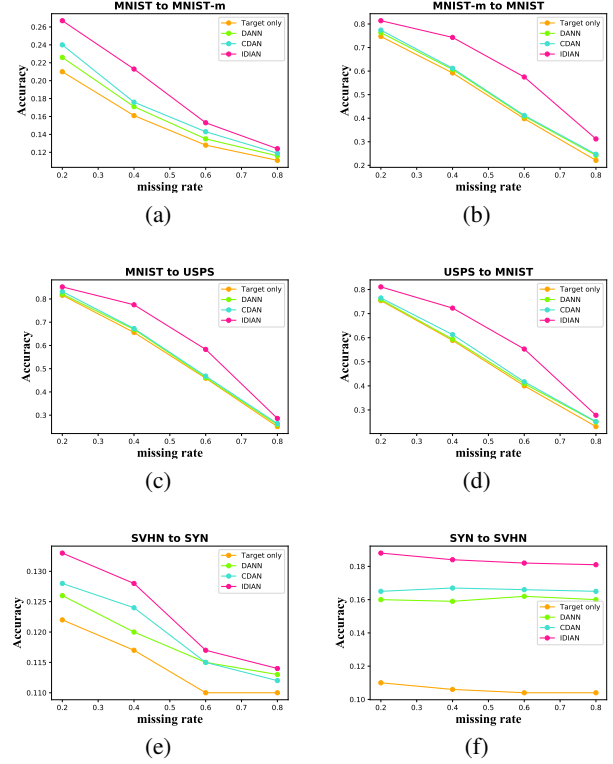 MNIST to MNIST-m
MNIST-m to MNIST
Accuracy
0.26
0.24
0.22
0.20
0.18
0.16
0.14
0.12
Target only
DANN
CDAN
IDIAN
0.2 0.3 0.4 0.5 0.6 0.7 0.8
missing rate
(a)
Accuracy
0.8
0.7
0.6
0.5
0.4
0.3
0.2
Target only
DANN
CDAN
IDIAN
0.2 0.3 0.4 0.5 0.6 0.7 0.8
missing rate
(b)
MNIST to USPS
USPS to MNIST
Accuracy
0.8
0.7
0.6
0.5
0.4
0.3
Target only
DANN
CDAN
IDIAN
0.2 0.3 0.4 0.5 0.6 0.7 0.8
missing rate
(c)
Accuracy
0.8
0.7
0.6
0.5
0.4
0.3
Target only
DANN
CDAN
IDIAN
0.2 0.3 0.4 0.5 0.6 0.7 0.8
missing rate
(d)
SVHN to SYN
SYN to SVHN
Accuracy
0.130
0.125
0.120
0.115
0.110
Target only
DANN
CDAN
IDIAN
0.2 0.3 0.4 0.5 0.6 0.7 0.8
missing rate
(e)
Accuracy
0.18
0.16
0.14
0.12
0.10
Target only
DANN
CDAN
IDIAN
0.2 0.3 0.4 0.5 0.6 0.7 0.8
missing rate
(f)